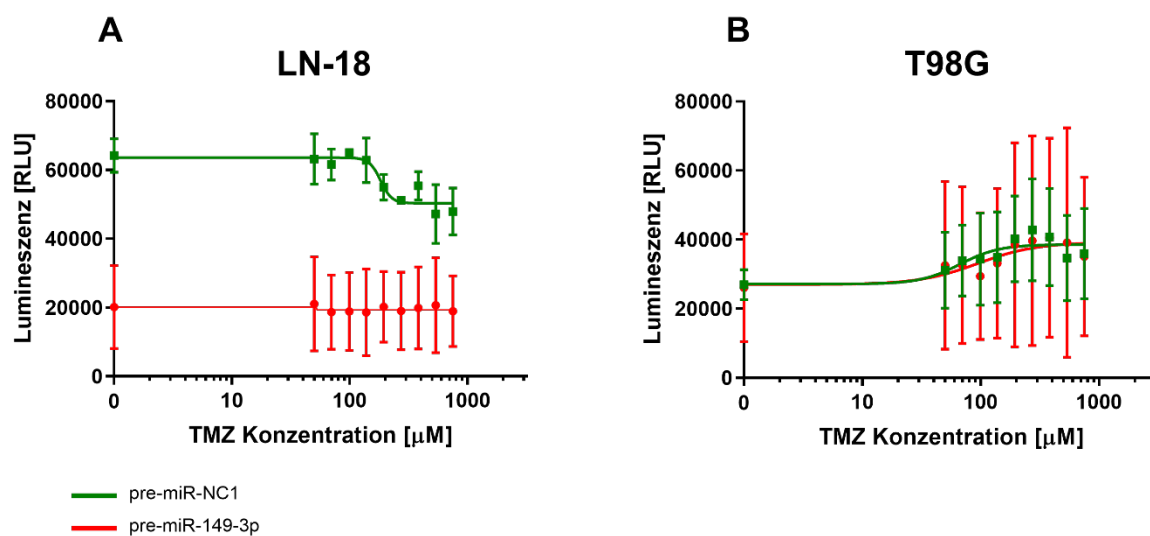 A
LN-18
Lumineszenz [RLU]
80000
60000
40000
20000
0
0
10
100
1000
TMZ Konzentration [μM]
B
T98G
Lumineszenz [RLU]
80000
60000
40000
20000
0
0
10
100
1000
TMZ Konzentration [μM]
pre-miR-NC1
pre-miR-149-3p